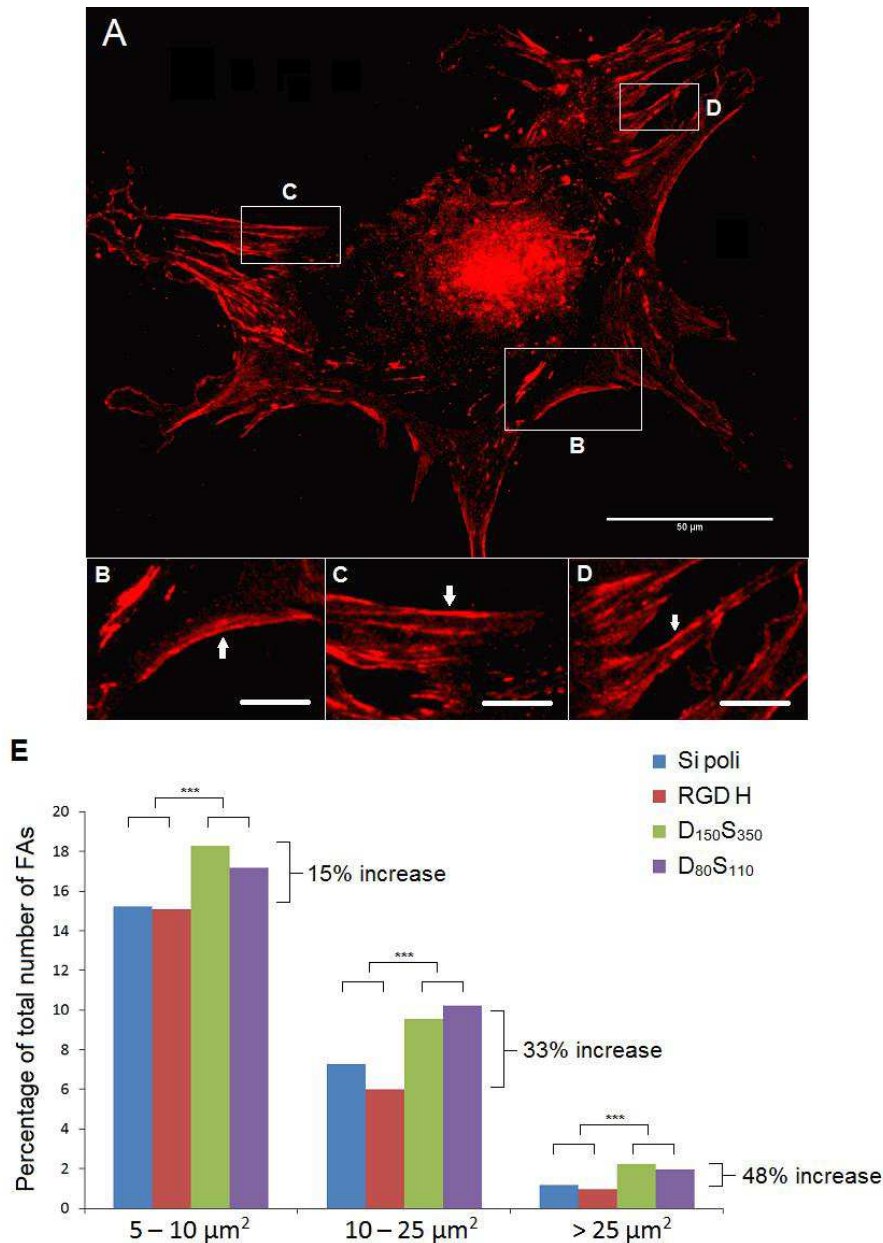 A
D
C
B
50 µm
B
C
D
E
Si poli
RGD H
D₁₅₀S₃₅₀
D₈₀S₁₁₀
Percentage of total number of FAs
20
18
16
14
12
10
8
6
4
2
0
***
15% increase
***
33% increase
***
48% increase
5 – 10 µm²
10 – 25 µm²
> 25 µm²